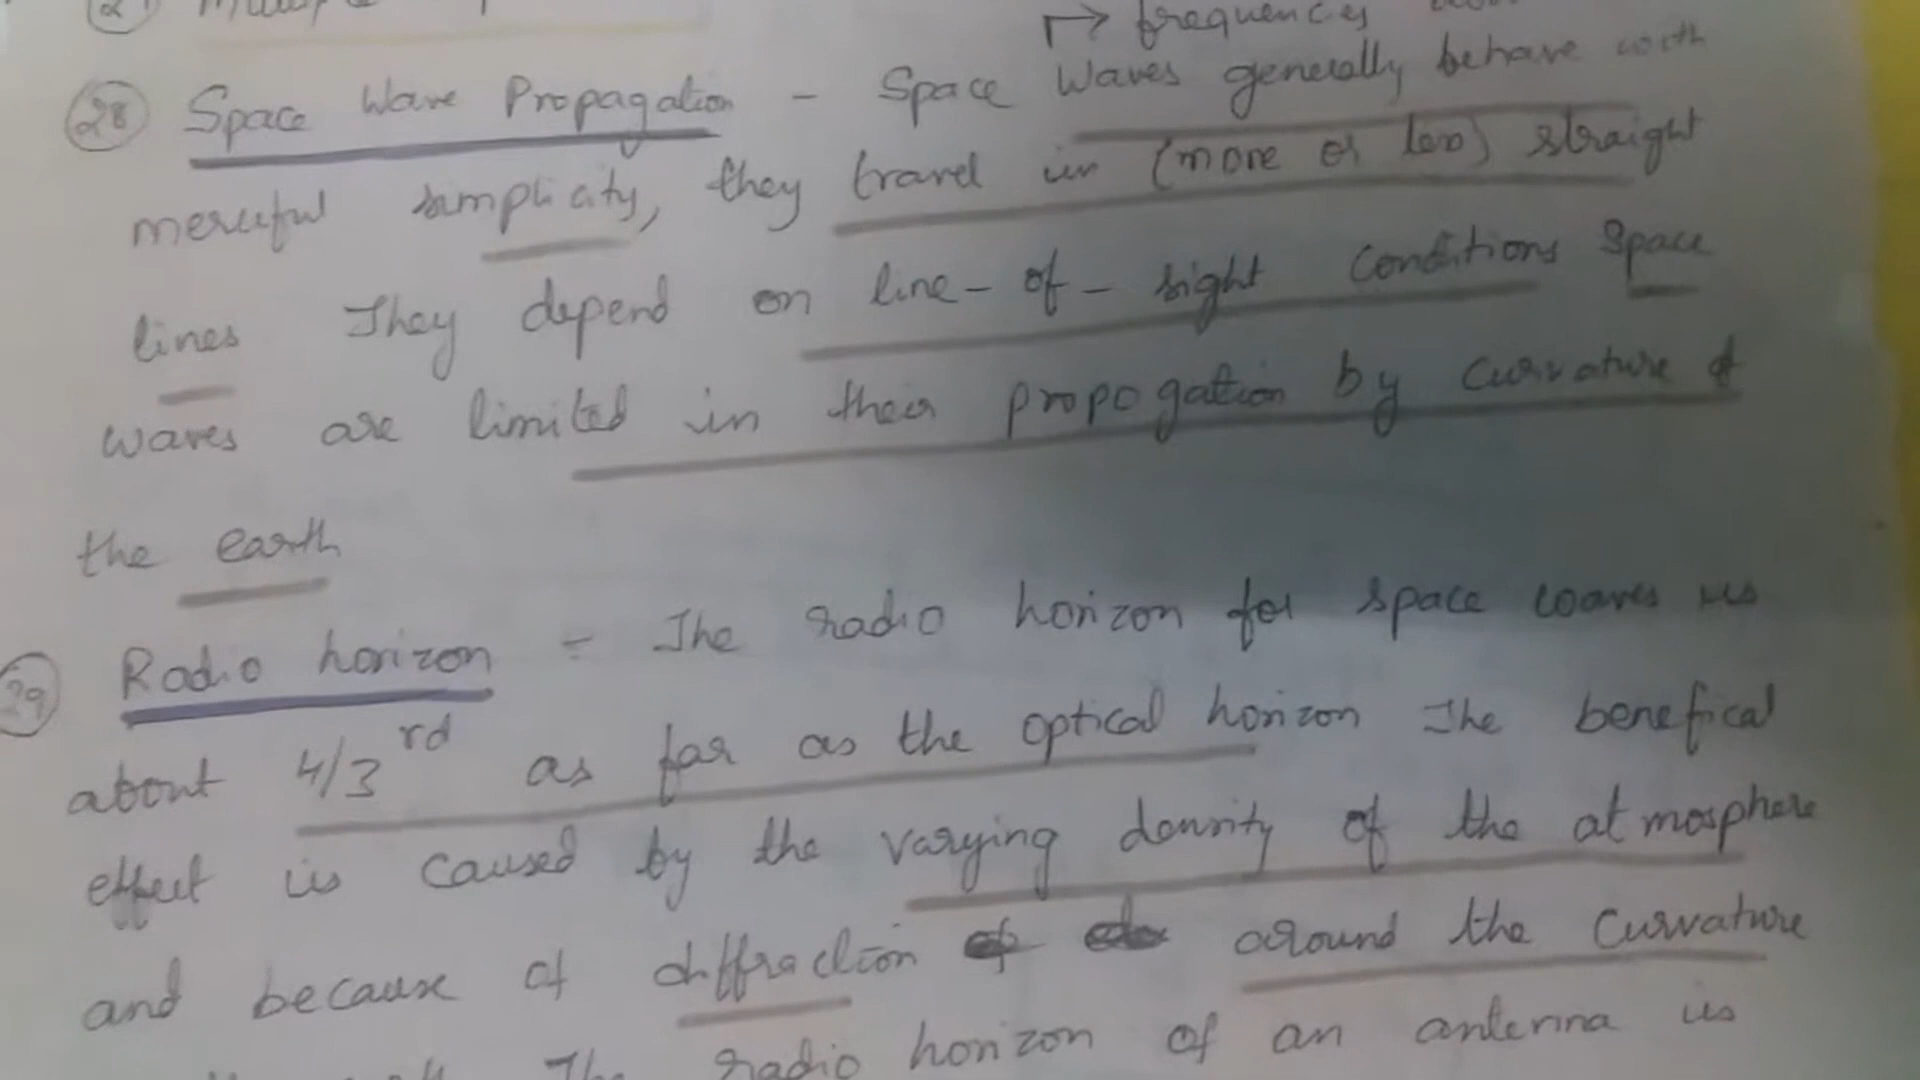 → frequencies
(28) Space Wave Propagation - Space Waves generally behave with
merciful simplicity, they travel in (more or less) straight
lines They depend on line-of-sight conditions Space
waves are limited in their propogation by curvature of
the earth
(29) Radio horizon - The radio horizon for space waves is
about 4/3rd as far as the optical horizon The benefical
effect is caused by the varying density of the atmosphere
and because of diffraction around the curvature
The radio horizon of an antenna is